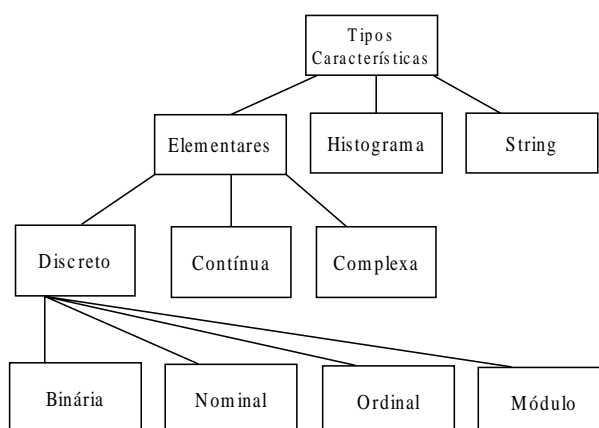 Tipos
Características
Elementares
Histograma
String
Discreto
Contínua
Complexa
Binária
Nominal
Ordinal
Módulo